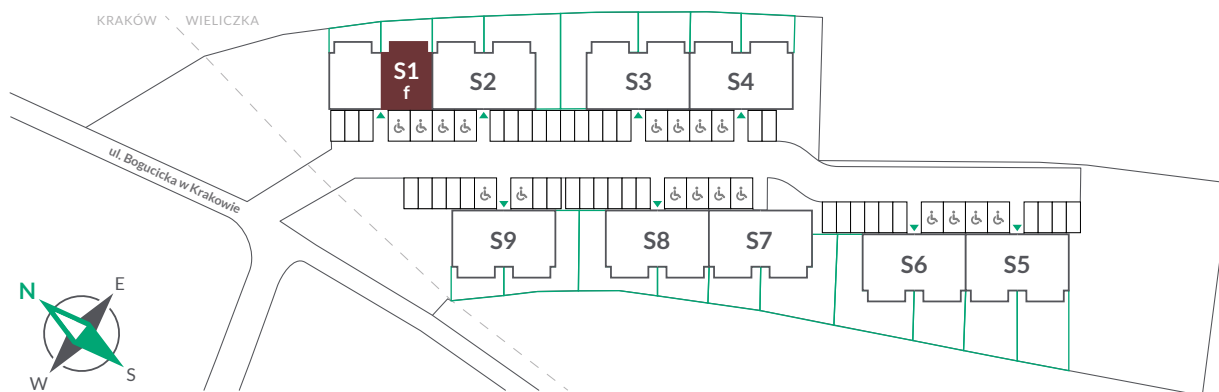 KRAKÓW
WIELICZKA
S1
f
S2
S3
S4
ul. Bogucicka w Krakowie
S9
S8
S7
S6
S5
N
E
W
S